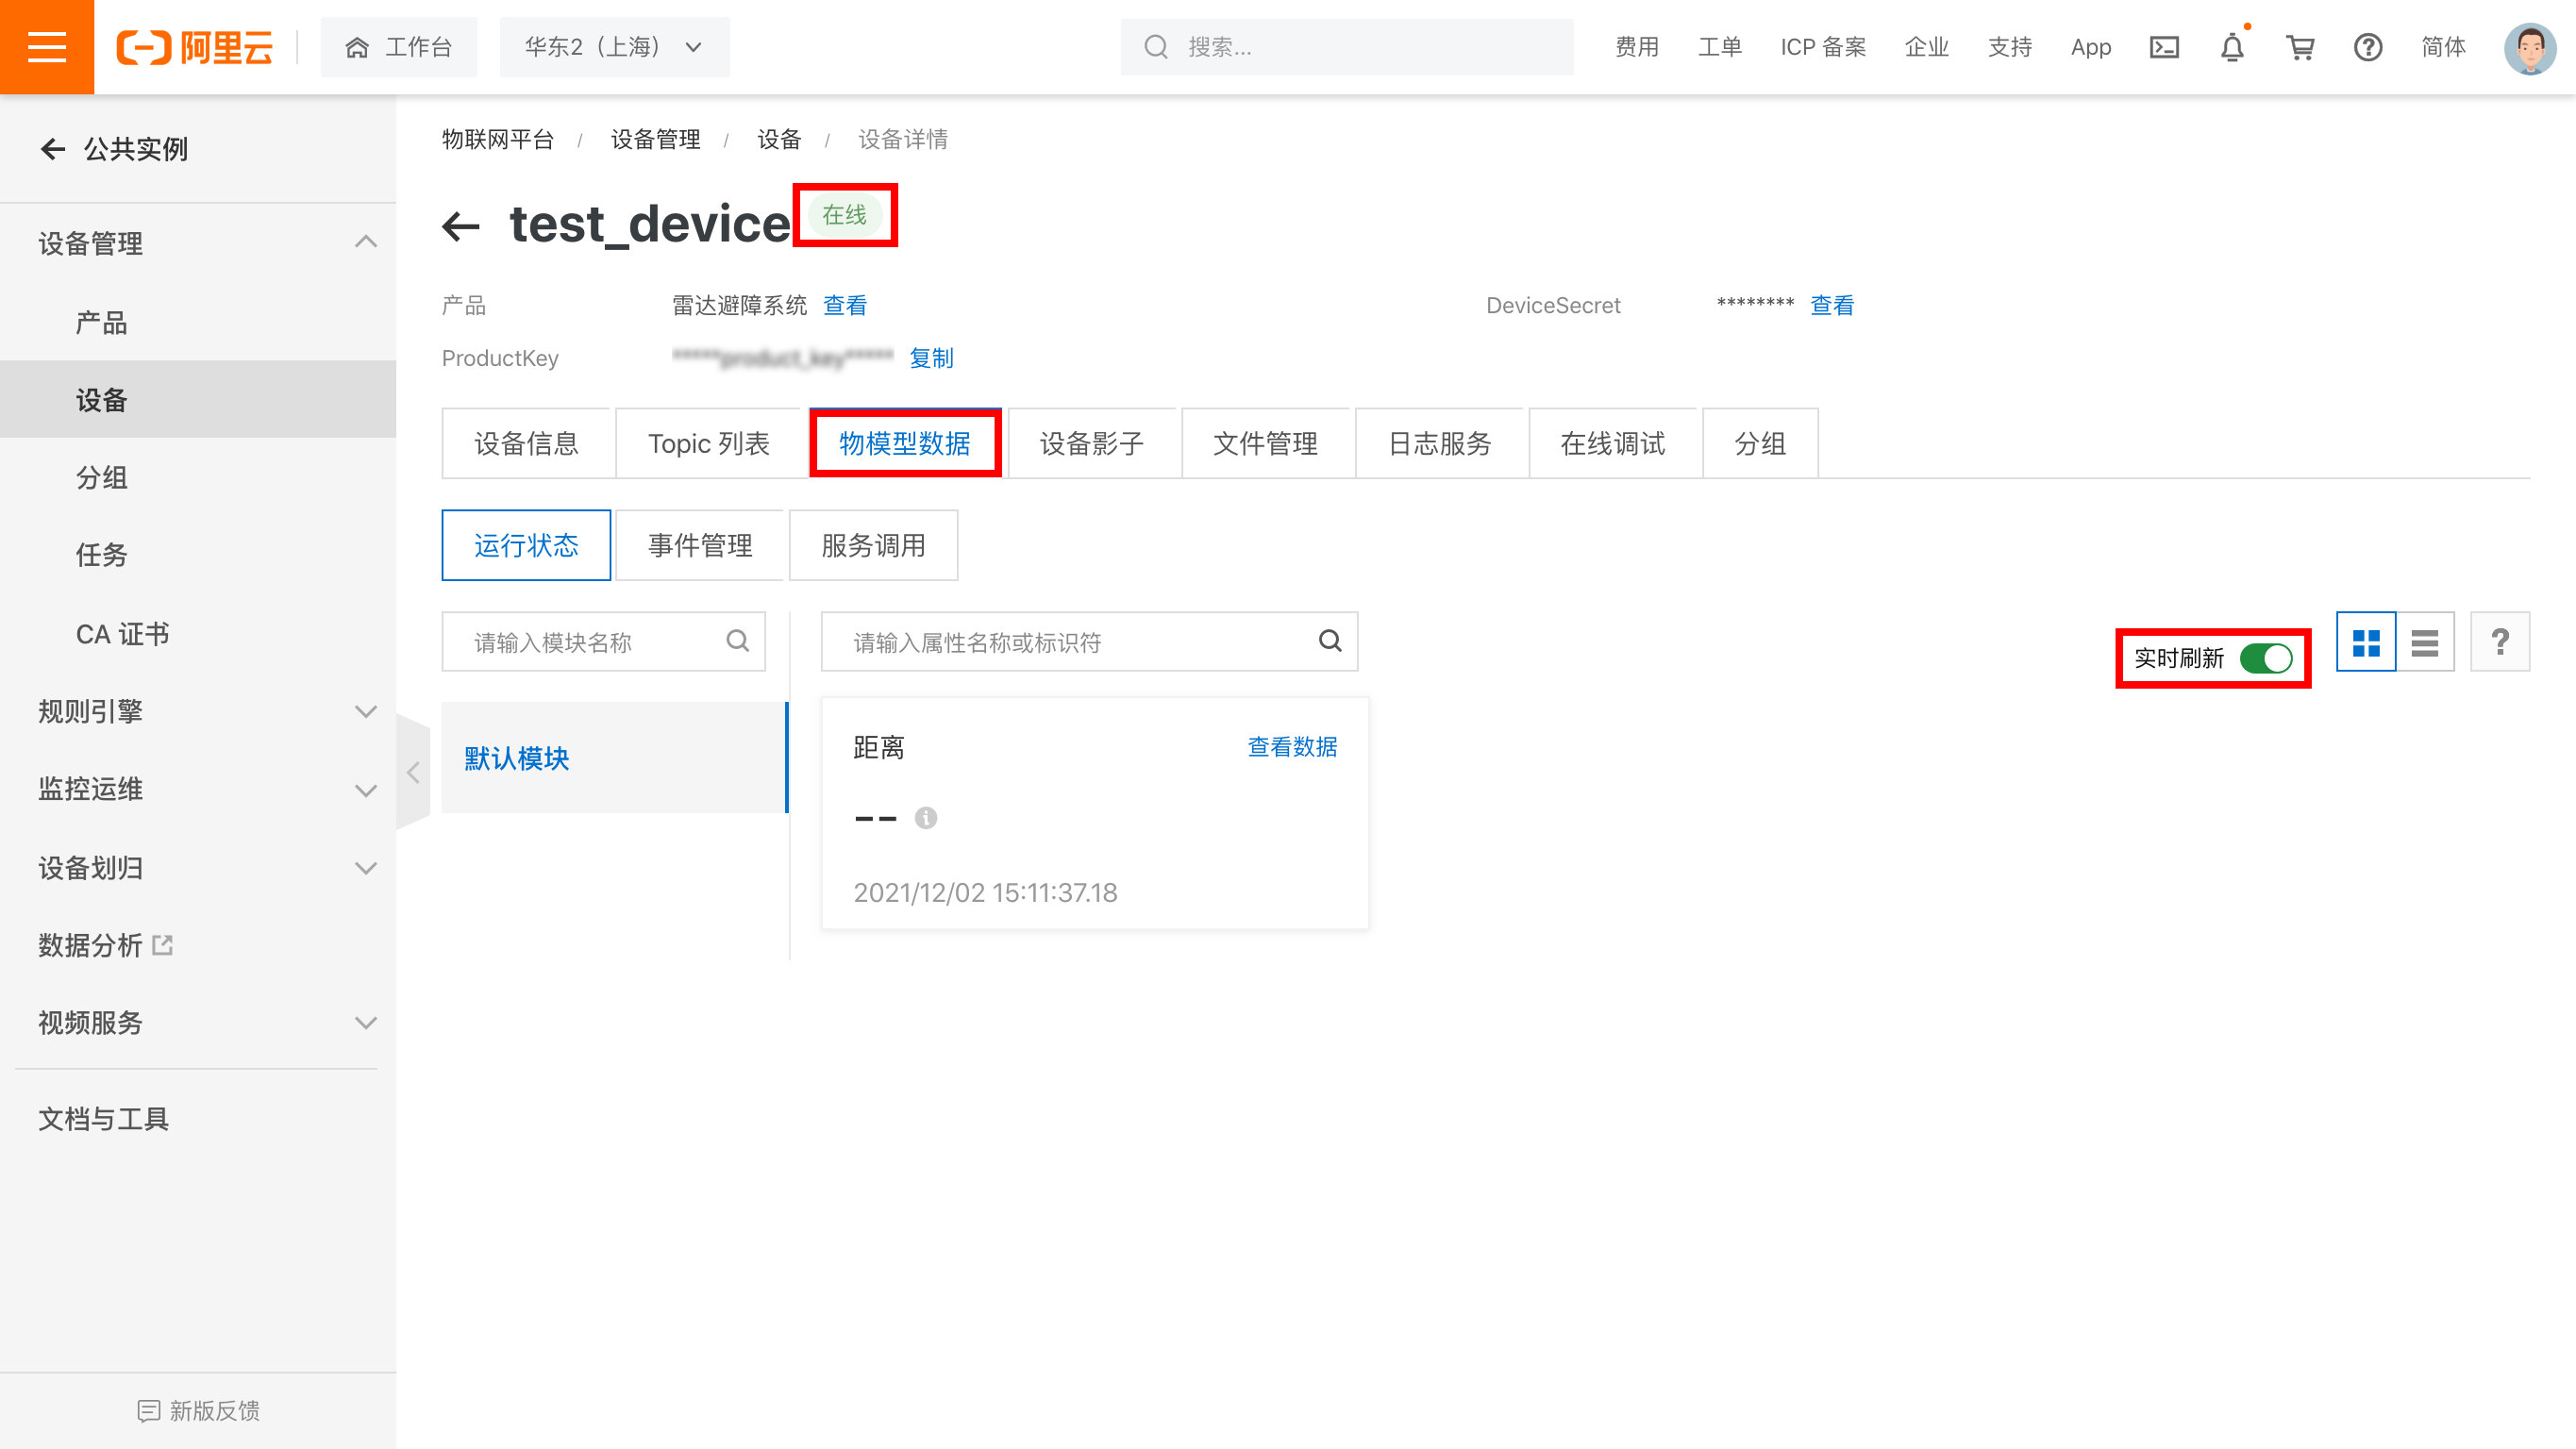 阿里云
工作台
华东2（上海）
搜索...
费用 工单 ICP 备案 企业 支持 App 简体
公共实例
设备管理
产品
设备
分组
任务
CA 证书
规则引擎
监控运维
设备划归
数据分析
视频服务
文档与工具
新版反馈
物联网平台 / 设备管理 / 设备 / 设备详情
test_device 在线
产品 雷达避障系统 查看 DeviceSecret ******** 查看
ProductKey *****product_key***** 复制
设备信息 Topic 列表 物模型数据 设备影子 文件管理 日志服务 在线调试 分组
运行状态 事件管理 服务调用
请输入模块名称 请输入属性名称或标识符 实时刷新 ?
默认模块
距离 查看数据
--
2021/12/02 15:11:37.18